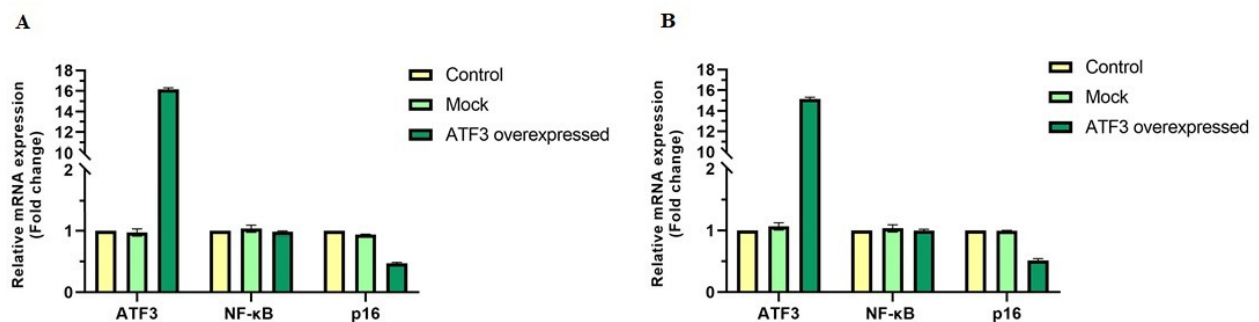 A
Relative mRNA expression
(Fold change)
18
16
14
12
10
2
1
0
ATF3 NF-κB p16
Control
Mock
ATF3 overexpressed
B
Relative mRNA expression
(Fold change)
18
16
14
12
10
2
1
0
ATF3 NF-κB p16
Control
Mock
ATF3 overexpressed